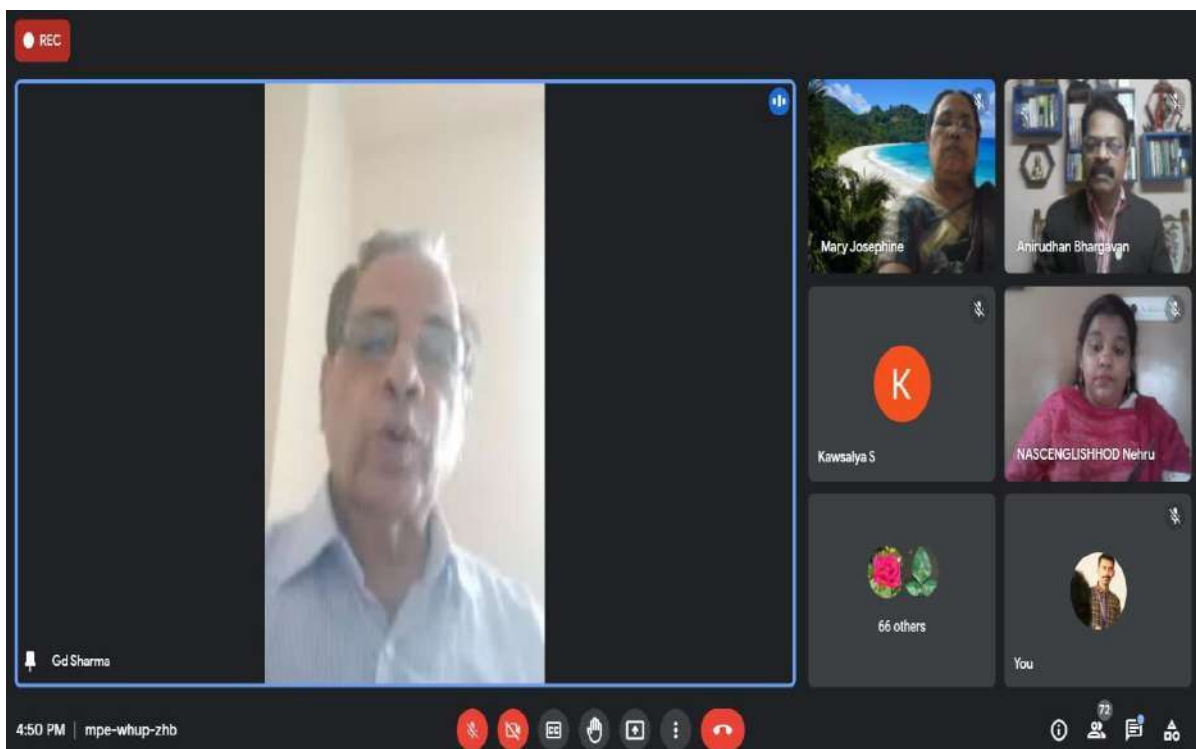 REC
Gd Sharma
Mary Josephine
Anirudhan Bhargavan
K
Kawsalya S
NASCENGLISHHOD Nehru
66 others
You
4:50 PM | mpe-whup-zhb
CC
72